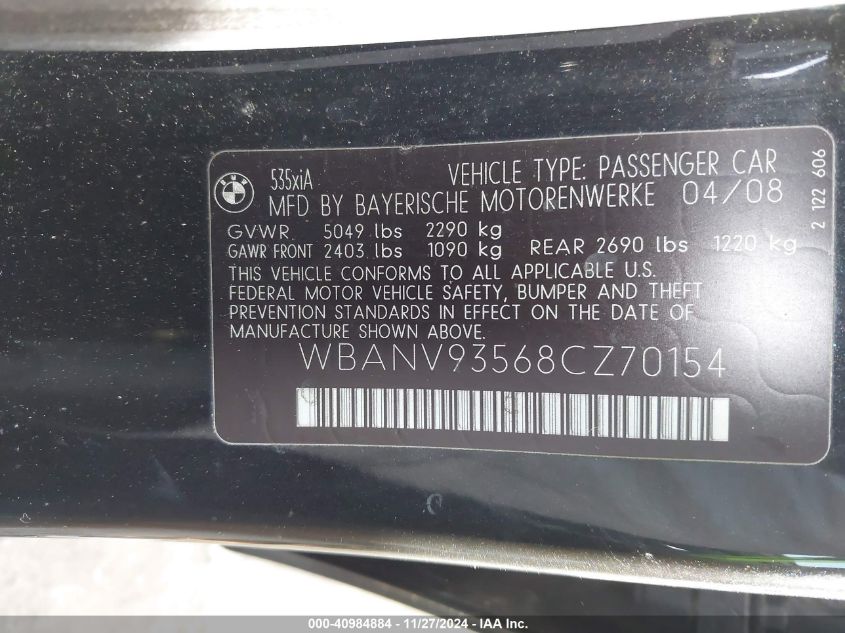 BMW
535xiA VEHICLE TYPE: PASSENGER CAR
MFD BY BAYERISCHE MOTORENWERKE 04/08
GVWR 5049 lbs 2290 kg
GAWR FRONT 2403 lbs 1090 kg REAR 2690 lbs 1220 kg
THIS VEHICLE CONFORMS TO ALL APPLICABLE U.S.
FEDERAL MOTOR VEHICLE SAFETY, BUMPER AND THEFT
PREVENTION STANDARDS IN EFFECT ON THE DATE OF
MANUFACTURE SHOWN ABOVE.
WBANV93568CZ70154
2 122 606
000-40984884 - 11/27/2024 - IAA Inc.